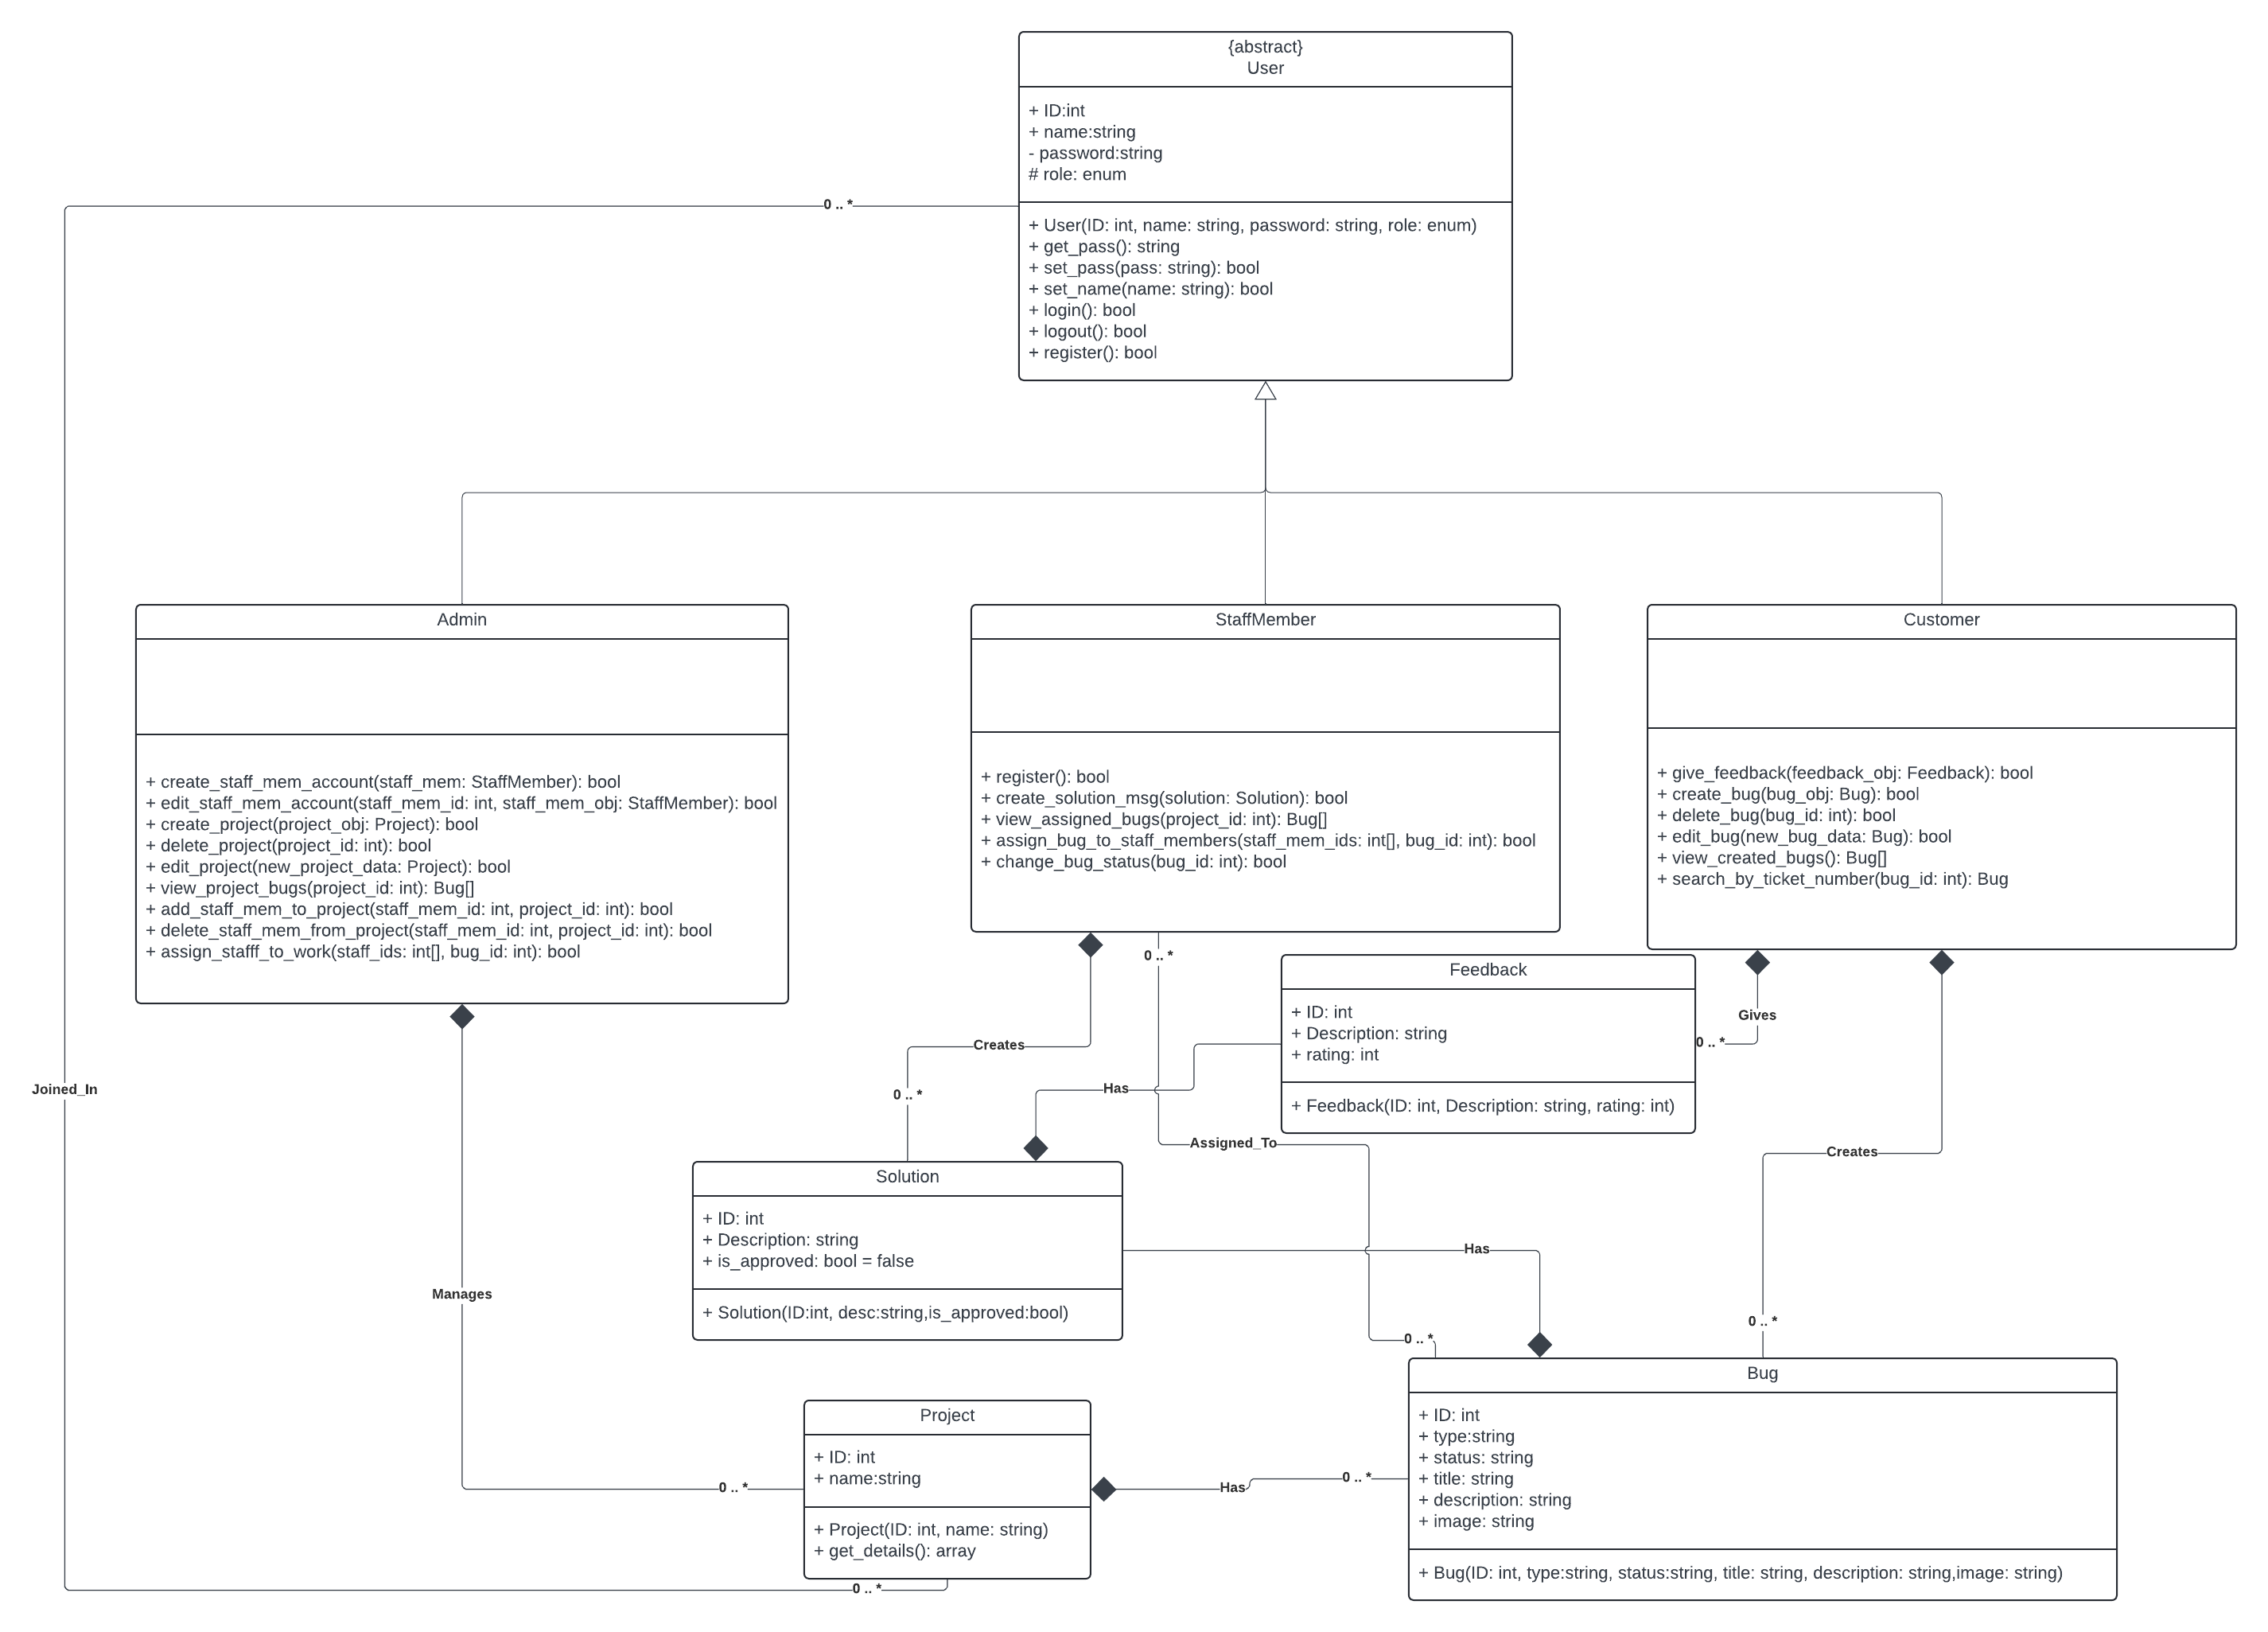 {abstract}
User
+ ID:int
+ name:string
- password:string
# role: enum
0 .. *
+ User(ID: int, name: string, password: string, role: enum)
+ get_pass(): string
+ set_pass(pass: string): bool
+ set_name(name: string): bool
+ login(): bool
+ logout(): bool
+ register(): bool
Admin
+ create_staff_mem_account(staff_mem: StaffMember): bool
+ edit_staff_mem_account(staff_mem_id: int, staff_mem_obj: StaffMember): bool
+ create_project(project_obj: Project): bool
+ delete_project(project_id: int): bool
+ edit_project(new_project_data: Project): bool
+ view_project_bugs(project_id: int): Bug[]
+ add_staff_mem_to_project(staff_mem_id: int, project_id: int): bool
+ delete_staff_mem_from_project(staff_mem_id: int, project_id: int): bool
+ assign_stafff_to_work(staff_ids: int[], bug_id: int): bool
StaffMember
+ register(): bool
+ create_solution_msg(solution: Solution): bool
+ view_assigned_bugs(project_id: int): Bug[]
+ assign_bug_to_staff_members(staff_mem_ids: int[], bug_id: int): bool
+ change_bug_status(bug_id: int): bool
Customer
+ give_feedback(feedback_obj: Feedback): bool
+ create_bug(bug_obj: Bug): bool
+ delete_bug(bug_id: int): bool
+ edit_bug(new_bug_data: Bug): bool
+ view_created_bugs(): Bug[]
+ search_by_ticket_number(bug_id: int): Bug
0 .. *
Feedback
+ ID: int
+ Description: string
+ rating: int
+ Feedback(ID: int, Description: string, rating: int)
Gives
0 .. *
Creates
0 .. *
Has
Joined_In
Assigned_To
Creates
0 .. *
Solution
+ ID: int
+ Description: string
+ is_approved: bool = false
+ Solution(ID:int, desc:string,is_approved:bool)
Has
Manages
0 .. *
Project
+ ID: int
+ name:string
+ Project(ID: int, name: string)
+ get_details(): array
0 .. *
Has
0 .. *
0 .. *
Bug
+ ID: int
+ type:string
+ status: string
+ title: string
+ description: string
+ image: string
+ Bug(ID: int, type:string, status:string, title: string, description: string,image: string)